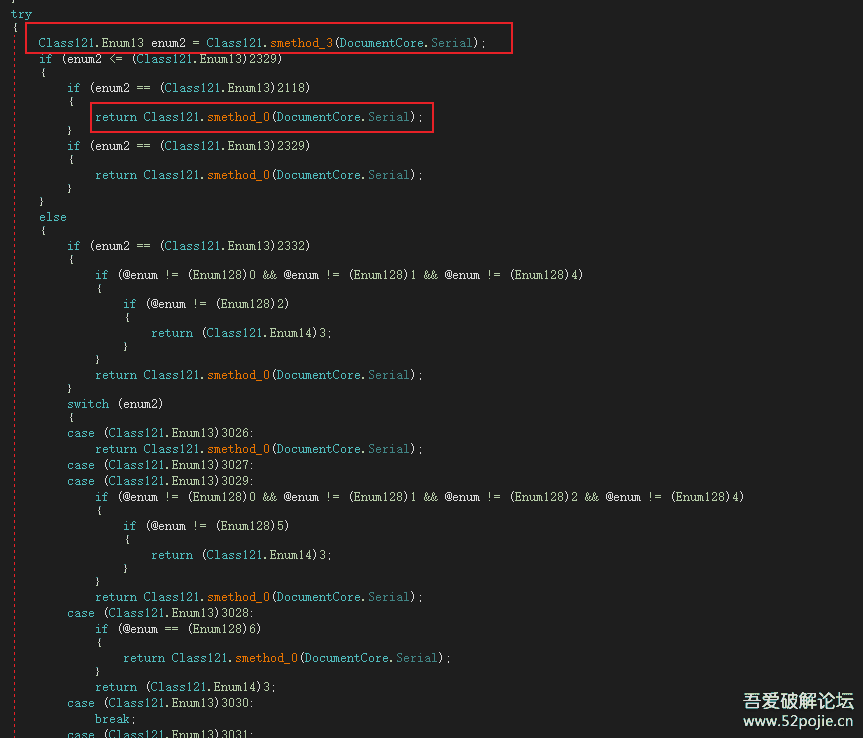 try
{
Class121.Enum13 enum2 = Class121.smethod_3(DocumentCore.Serial);
if (enum2 <= (Class121.Enum13)2329)
{
if (enum2 == (Class121.Enum13)2118)
{
return Class121.smethod_0(DocumentCore.Serial);
}
if (enum2 == (Class121.Enum13)2329)
{
return Class121.smethod_0(DocumentCore.Serial);
}
}
else
{
if (enum2 == (Class121.Enum13)2332)
{
if (@enum != (Enum128)0 && @enum != (Enum128)1 && @enum != (Enum128)4)
{
if (@enum != (Enum128)2)
{
return (Class121.Enum14)3;
}
}
return Class121.smethod_0(DocumentCore.Serial);
}
switch (enum2)
{
case (Class121.Enum13)3026:
return Class121.smethod_0(DocumentCore.Serial);
case (Class121.Enum13)3027:
case (Class121.Enum13)3029:
if (@enum != (Enum128)0 && @enum != (Enum128)1 && @enum != (Enum128)2 && @enum != (Enum128)4)
{
if (@enum != (Enum128)5)
{
return (Class121.Enum14)3;
}
}
return Class121.smethod_0(DocumentCore.Serial);
case (Class121.Enum13)3028:
if (@enum == (Enum128)6)
{
return Class121.smethod_0(DocumentCore.Serial);
}
return (Class121.Enum14)3;
case (Class121.Enum13)3030:
break;
case (Class121.Enum13)3031:
吾爱破解论坛
www.52pojie.cn